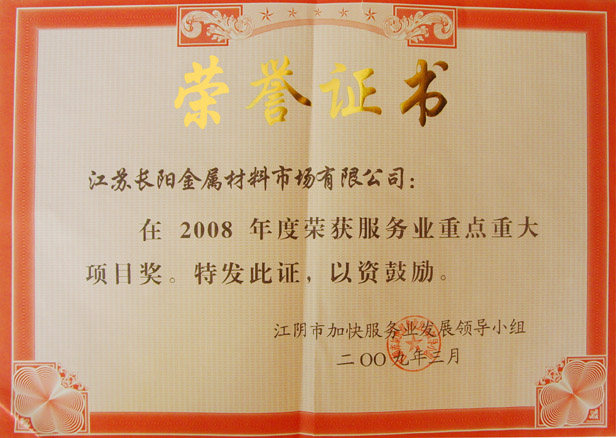 荣誉证书
江苏长阳金属材料市场有限公司：
在 2008 年度荣获服务业重点重大
项目奖。特发此证，以资鼓励。
江阴市加快服务业发展领导小组
二〇〇九年三月